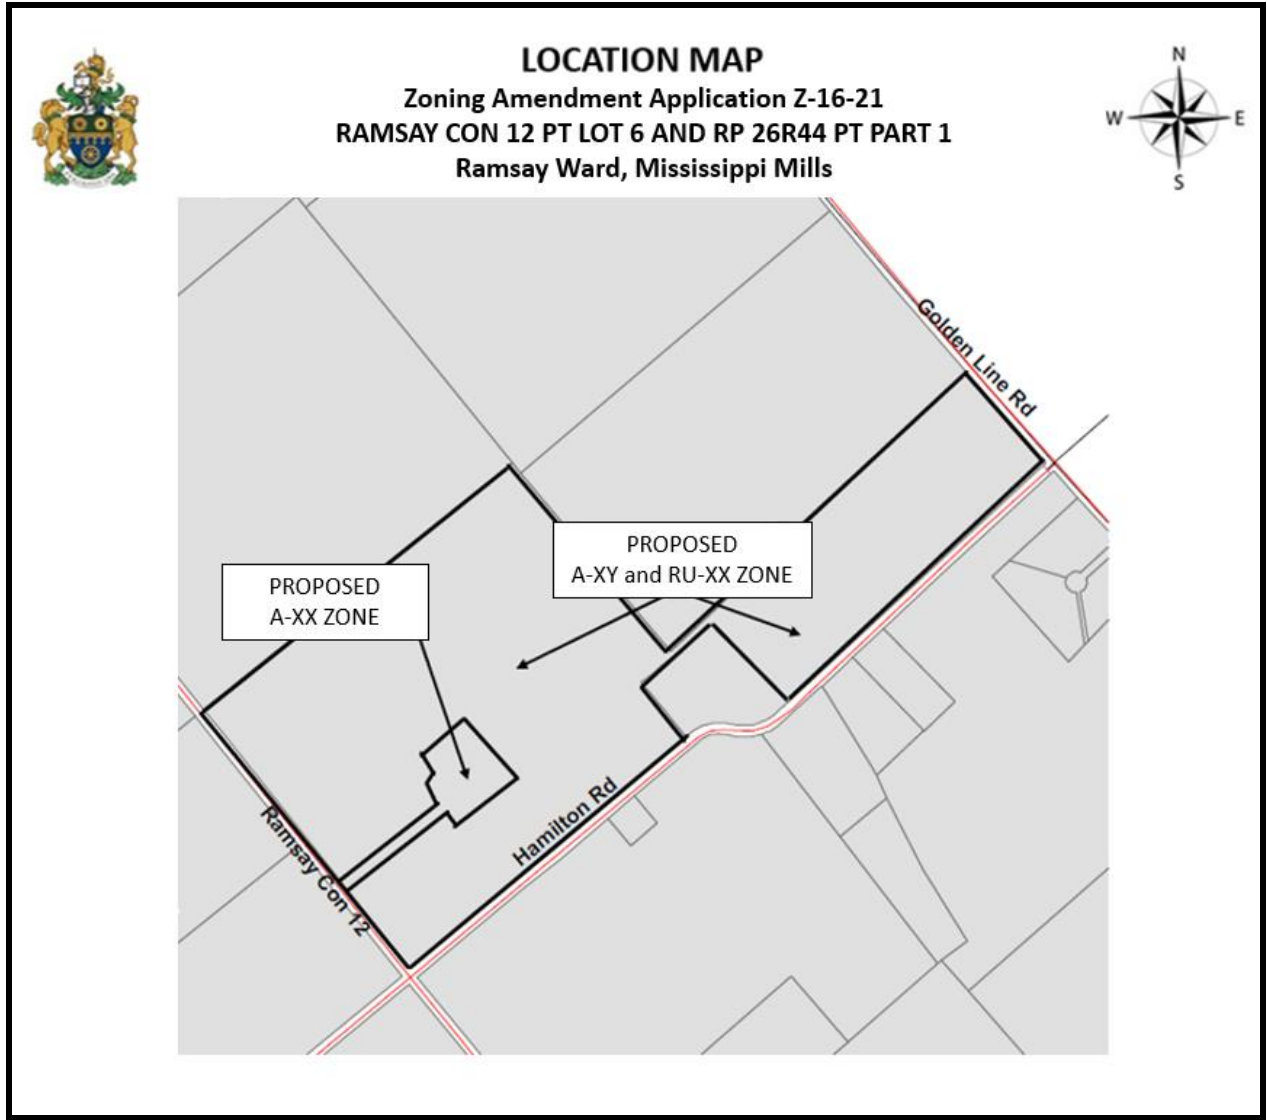 LOCATION MAP
Zoning Amendment Application Z-16-21
RAMSAY CON 12 PT LOT 6 AND RP 26R44 PT PART 1
Ramsay Ward, Mississippi Mills
N
W
E
S
Golden Line Rd
PROPOSED
A-XY and RU-XX ZONE
PROPOSED
A-XX ZONE
Hamilton Rd
Ramsay Con 12